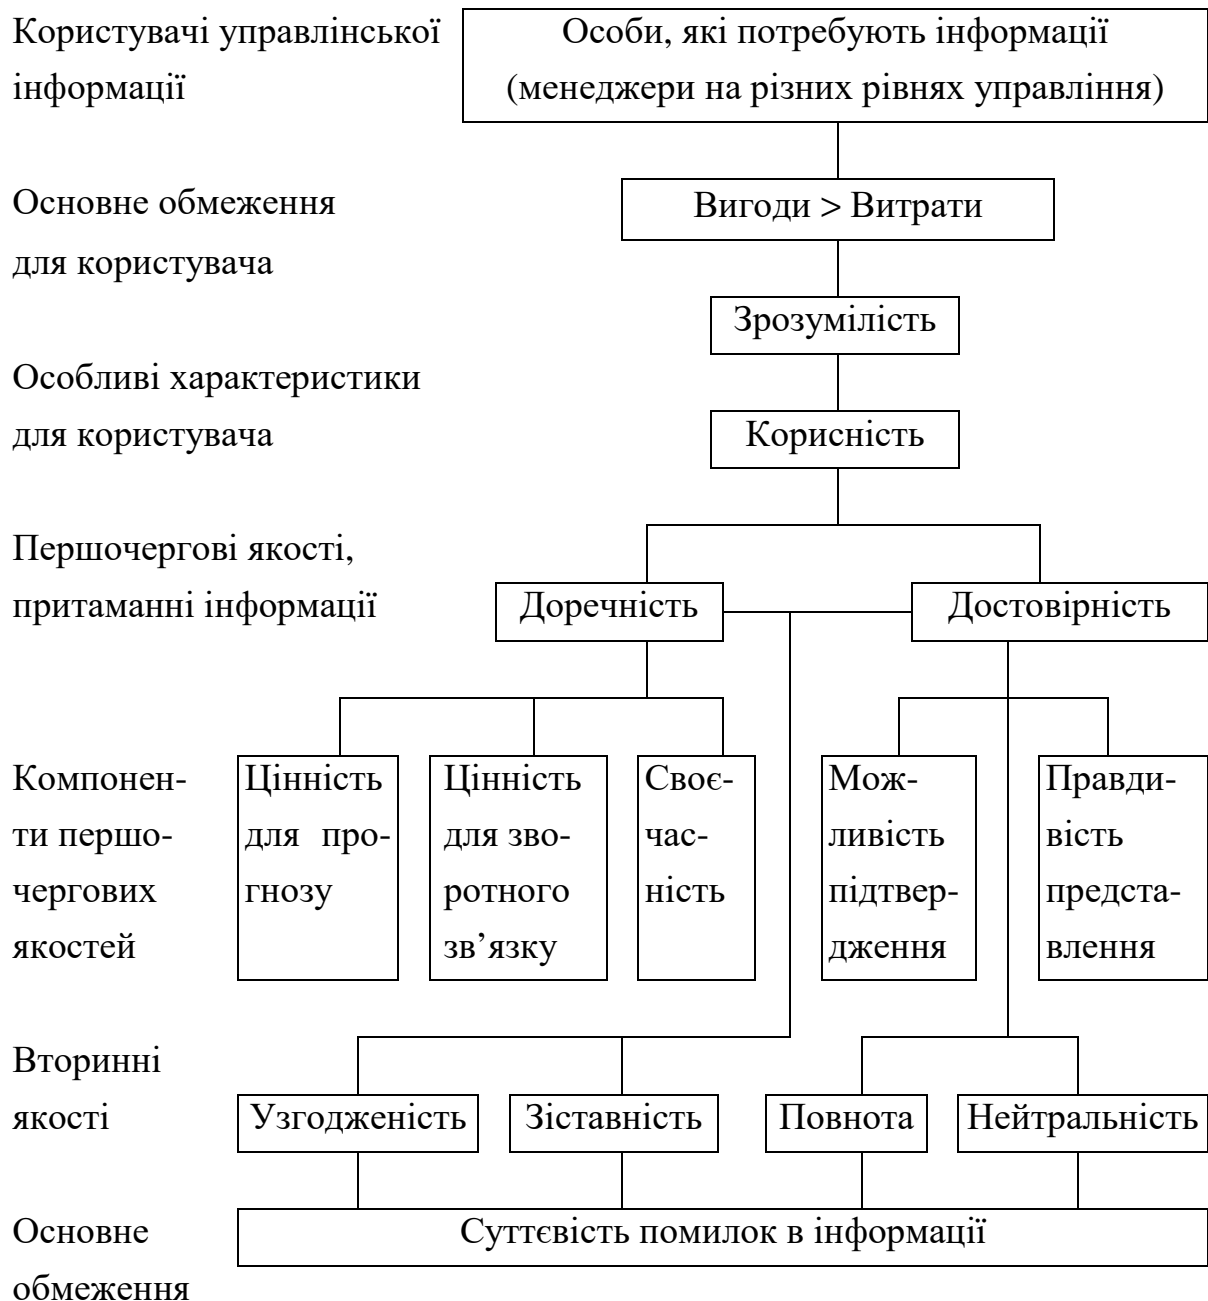 Користувачі управлінської
інформації
Особи, які потребують інформації
(менеджери на різних рівнях управління)
Основне обмеження
для користувача
Вигоди > Витрати
Зрозумілість
Особливі характеристики
для користувача
Корисність
Першочергові якості,
притаманні інформації
Доречність
Достовірність
Компонен-
ти першо-
чергових
якостей
Цінність
для про-
гнозу
Цінність
для зво-
ротного
зв’язку
Своє-
час-
ність
Мож-
ливість
підтвер-
дження
Правди-
вість
предста-
влення
Вторинні
якості
Узгодженість
Зіставність
Повнота
Нейтральність
Основне
обмеження
Суттєвість помилок в інформації